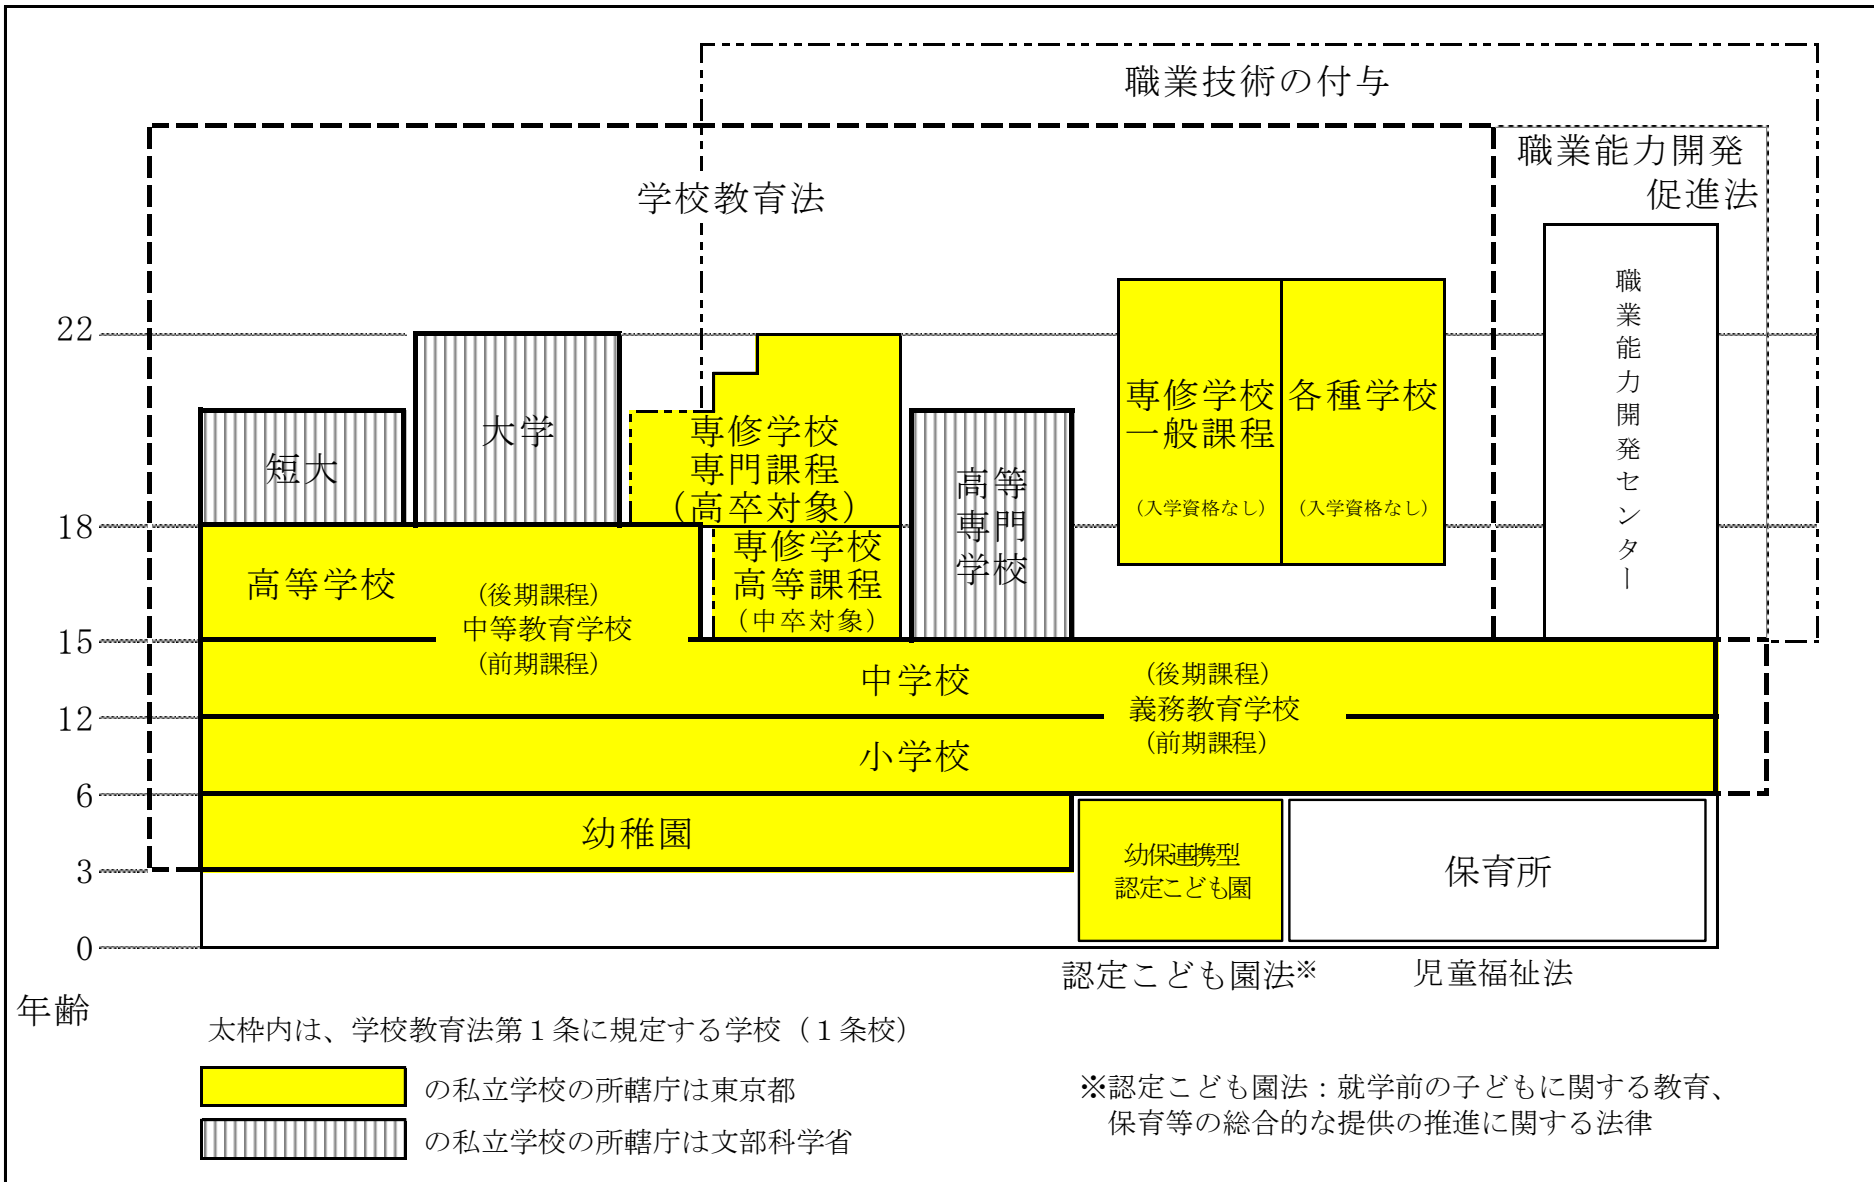 職業技術の付与
職業能力開発
促進法
学校教育法
職業能力開発センター
22
18
15
12
6
3
0
年齢
短大
大学
専修学校
専門課程
（高卒対象）
専修学校
高等課程
（中卒対象）
高等
専門
学校
専修学校
一般課程
（入学資格なし）
各種学校
（入学資格なし）
高等学校
（後期課程）
中等教育学校
（前期課程）
中学校
（後期課程）
義務教育学校
（前期課程）
小学校
幼稚園
幼保連携型
認定こども園
保育所
認定こども園法※
児童福祉法
太枠内は、学校教育法第１条に規定する学校（１条校）
の私立学校の所轄庁は東京都
の私立学校の所轄庁は文部科学省
※認定こども園法：就学前の子どもに関する教育、
保育等の総合的な提供の推進に関する法律